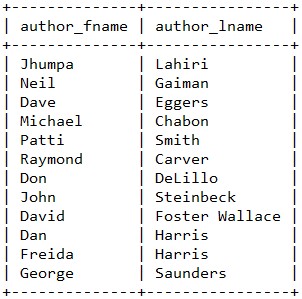 +--------------+----------------+
| author_fname | author_lname   |
+--------------+----------------+
| Jhumpa       | Lahiri         |
| Neil         | Gaiman         |
| Dave         | Eggers         |
| Michael      | Chabon         |
| Patti        | Smith          |
| Raymond      | Carver         |
| Don          | DeLillo        |
| John         | Steinbeck      |
| David        | Foster Wallace |
| Dan          | Harris         |
| Freida       | Harris         |
| George       | Saunders       |
+--------------+----------------+